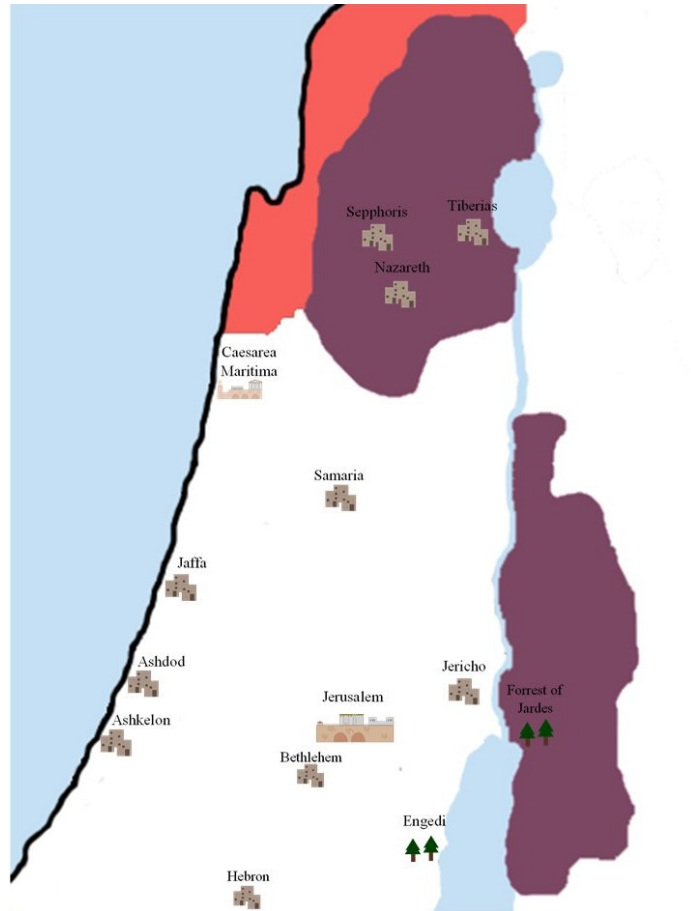 Sepphoris
Tiberias
Nazareth
Caesarea
Maritima
Samaria
Jaffa
Ashdod
Jericho
Jerusalem
Forrest of
Jardes
Ashkelon
Bethlehem
Engedi
Hebron